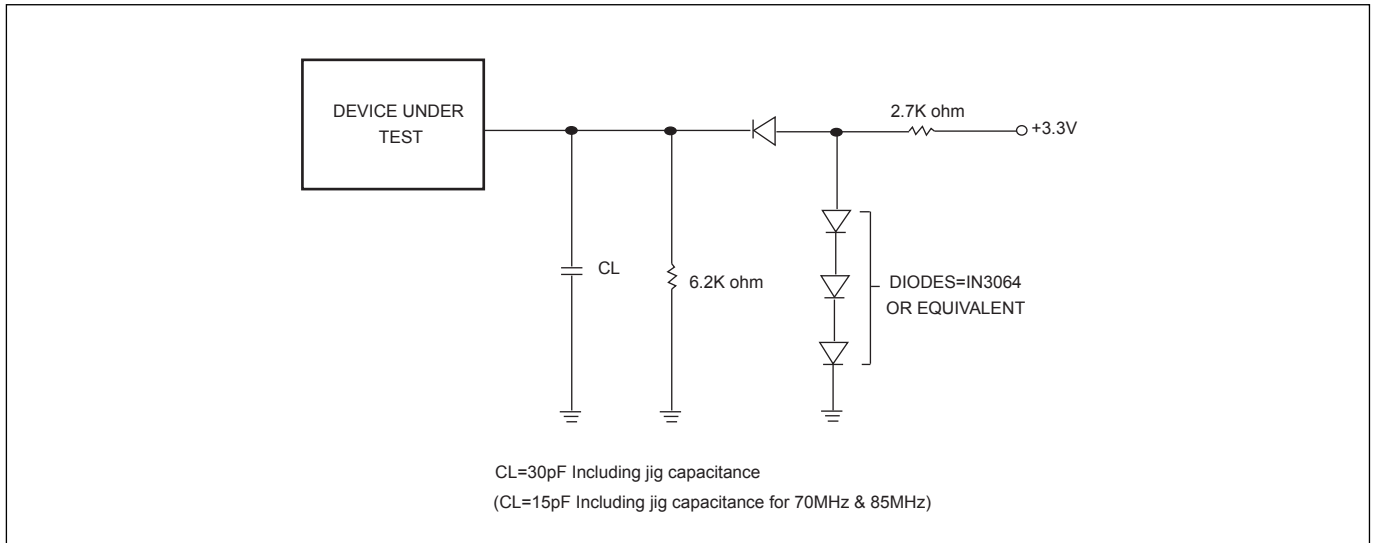 DEVICE UNDER
TEST
2.7K ohm
+3.3V
CL
6.2K ohm
DIODES=IN3064
OR EQUIVALENT
CL=30pF Including jig capacitance
(CL=15pF Including jig capacitance for 70MHz & 85MHz)